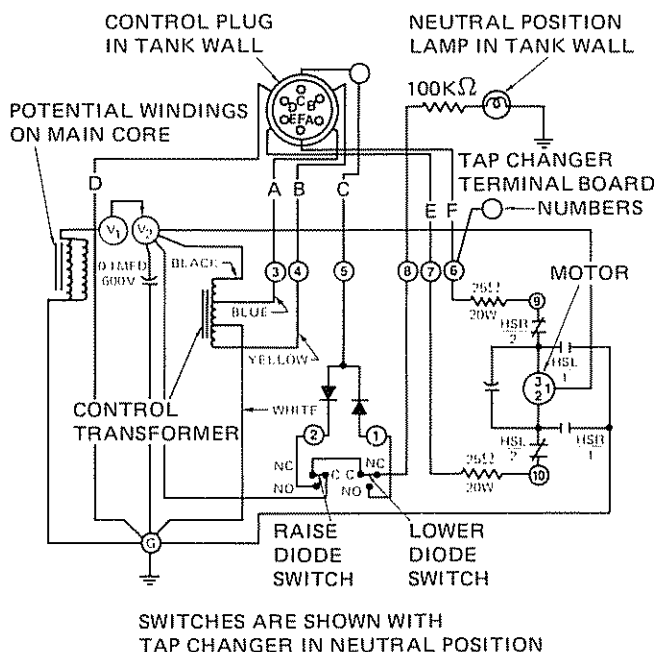 CONTROL PLUG
IN TANK WALL
NEUTRAL POSITION
LAMP IN TANK WALL
100KΩ
POTENTIAL WINDINGS
ON MAIN CORE
C
D B
E F A
D
A
B
C
E
F
TAP CHANGER
TERMINAL BOARD
NUMBERS
V1
V2
0.1MFD
600V
BLACK
3
4
5
8
7
6
MOTOR
BLUE
25Ω
20W
9
HSR
2
HSL
1
YELLOW
3
2
1
CONTROL
TRANSFORMER
WHITE
2
1
HSL
2
HSR
1
NC
C
C
NC
25Ω
20W
10
NO
NO
G
RAISE
DIODE
SWITCH
LOWER
DIODE
SWITCH
SWITCHES ARE SHOWN WITH
TAP CHANGER IN NEUTRAL POSITION